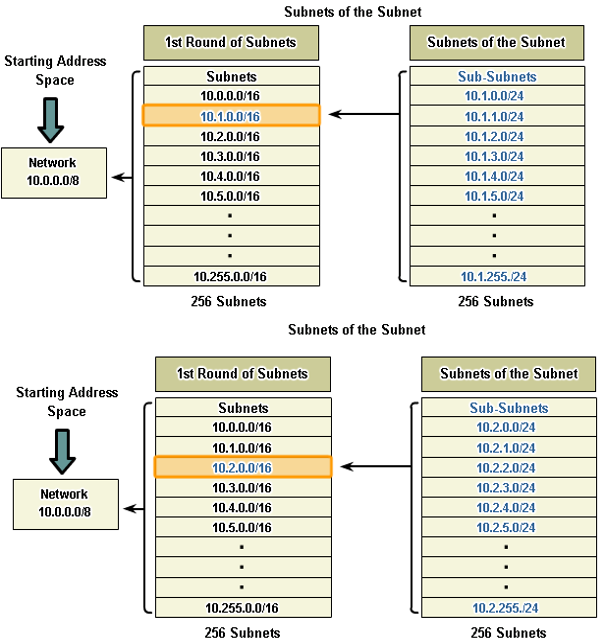 Subnets of the Subnet
1st Round of Subnets
Subnets of the Subnet
Starting Address
Space
Network
10.0.0.0/8
Subnets
10.0.0.0/16
10.1.0.0/16
10.2.0.0/16
10.3.0.0/16
10.4.0.0/16
10.5.0.0/16
.
.
.
10.255.0.0/16
256 Subnets
Sub-Subnets
10.1.0.0/24
10.1.1.0/24
10.1.2.0/24
10.1.3.0/24
10.1.4.0/24
10.1.5.0/24
.
.
.
10.1.255./24
256 Subnets
Subnets of the Subnet
1st Round of Subnets
Subnets of the Subnet
Starting Address
Space
Network
10.0.0.0/8
Subnets
10.0.0.0/16
10.1.0.0/16
10.2.0.0/16
10.3.0.0/16
10.4.0.0/16
10.5.0.0/16
.
.
.
10.255.0.0/16
256 Subnets
Sub-Subnets
10.2.0.0/24
10.2.1.0/24
10.2.2.0/24
10.2.3.0/24
10.2.4.0/24
10.2.5.0/24
.
.
.
10.2.255./24
256 Subnets